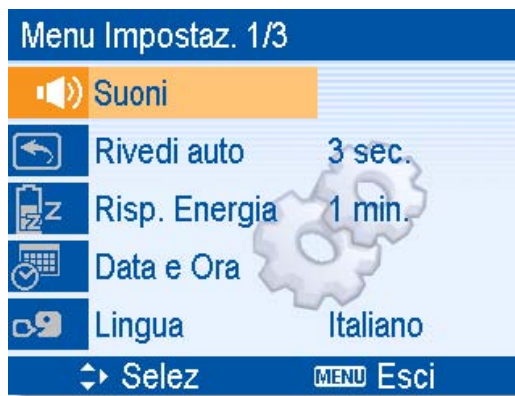 Menu Impostaz. 1/3
Suoni
Rivedi auto 3 sec.
Risp. Energia 1 min.
Data e Ora
Lingua Italiano
Selez MENU Esci